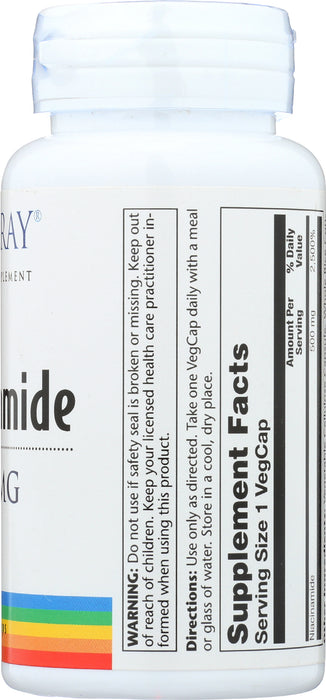 RAY®
PLEMENT
mide
MG
PS
WARNING: Do not use if safety seal is broken or missing. Keep out
of reach of children. Keep your licensed health care practitioner in-
formed when using this product.
Directions: Use only as directed. Take one VegCap daily with a meal
or glass of water. Store in a cool, dry place.
Supplement Facts
Serving Size 1 VegCap
Amount Per
Serving
% Daily
Value
Niacinamide 500 mg 2,500%